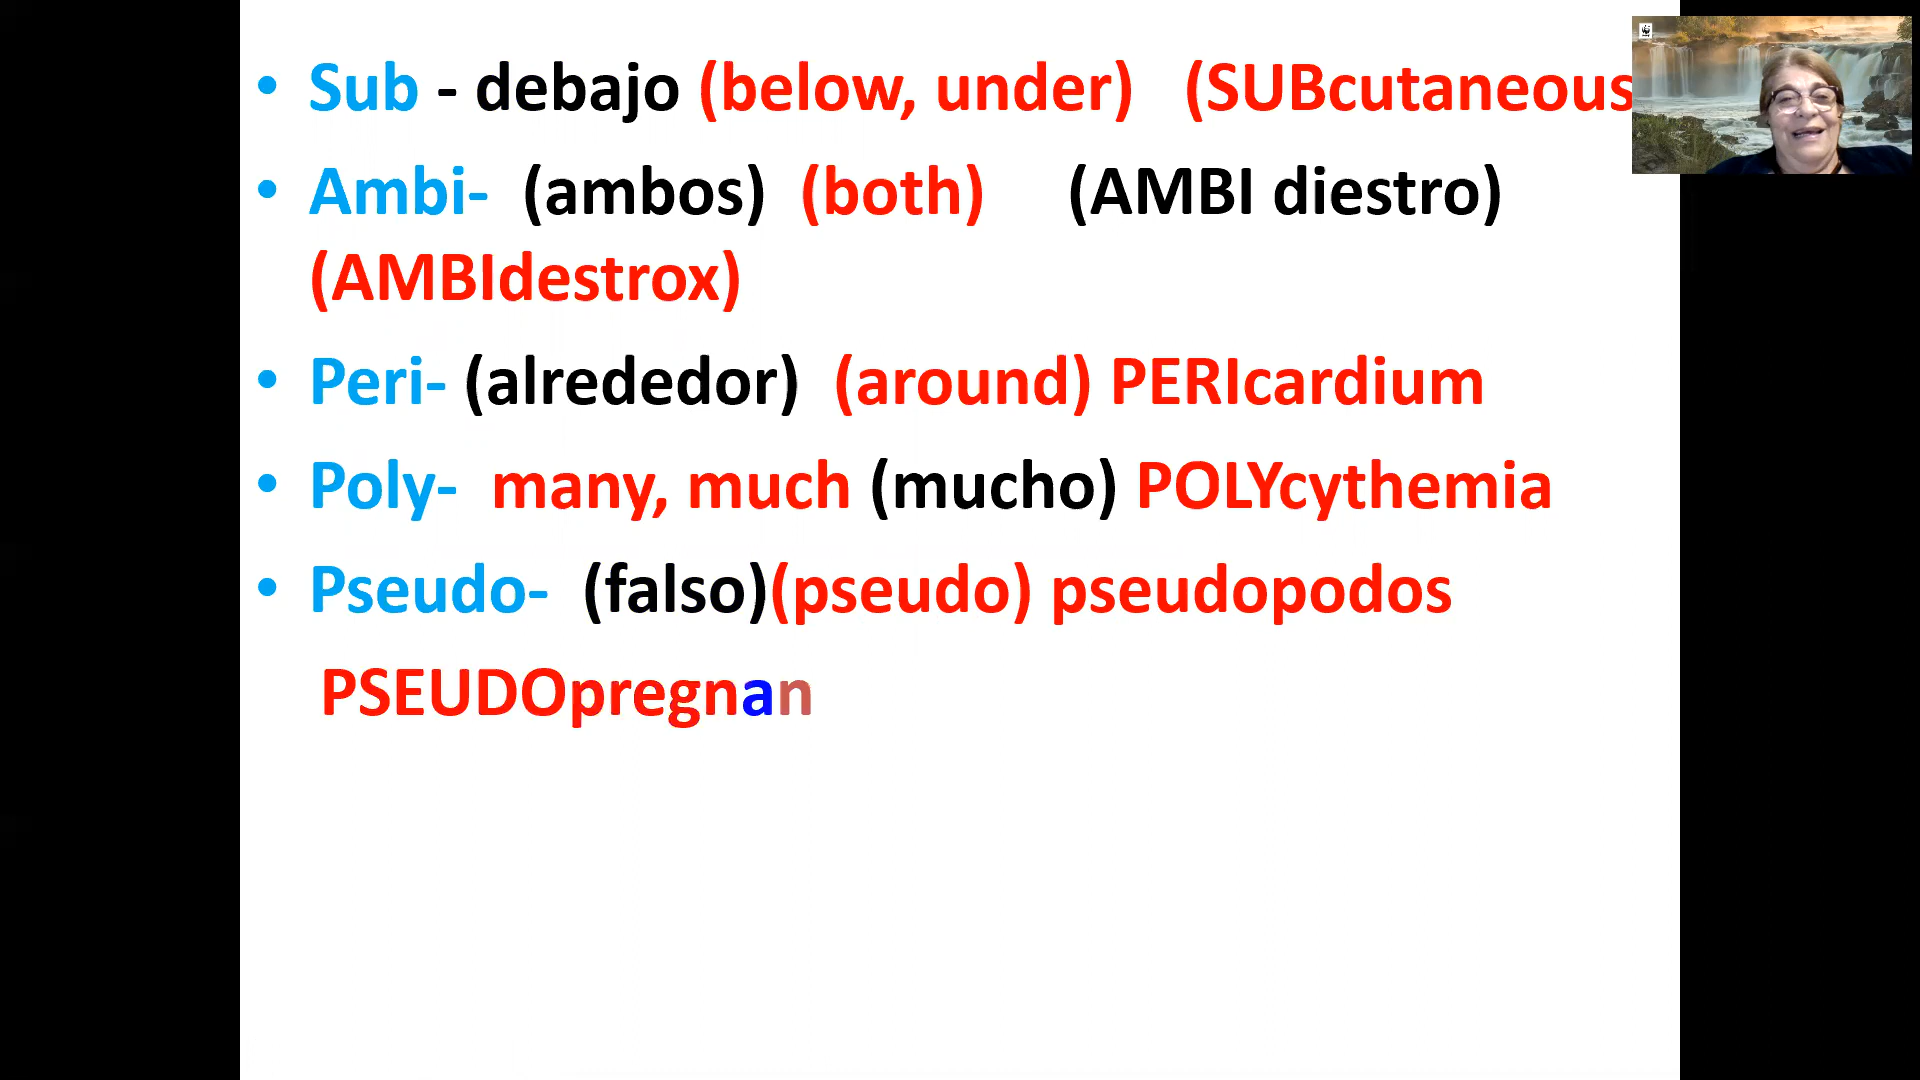 • Sub - debajo (below, under) (SUBcutaneous
• Ambi- (ambos) (both) (AMBI diestro)
(AMBIdestrox)
• Peri- (alrededor) (around) PERIcardium
• Poly- many, much (mucho) POLYcythemia
• Pseudo- (falso)(pseudo) pseudopodos
PSEUDOpregnan